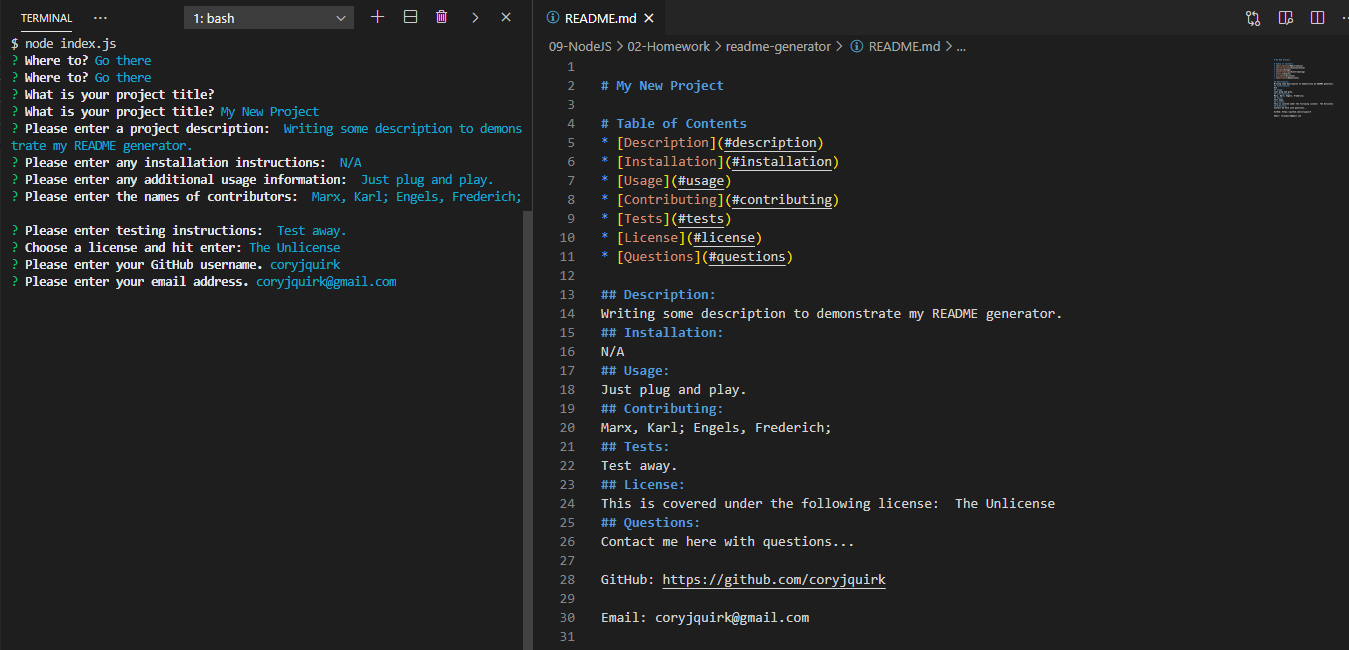 TERMINAL ··· 1: bash
$ node index.js
? Where to? Go there
? Where to? Go there
? What is your project title?
? What is your project title? My New Project
? Please enter a project description:  Writing some description to demons
trate my README generator.
? Please enter any installation instructions:  N/A
? Please enter any additional usage information:  Just plug and play.
? Please enter the names of contributors:  Marx, Karl; Engels, Frederich;
? Please enter testing instructions:  Test away.
? Choose a license and hit enter: The Unlicense
? Please enter your GitHub username. coryjquirk
? Please enter your email address. coryjquirk@gmail.com
README.md
09-NodeJS > 02-Homework > readme-generator > README.md > ...
1
2 # My New Project
3
4 # Table of Contents
5 * [Description](#description)
6 * [Installation](#installation)
7 * [Usage](#usage)
8 * [Contributing](#contributing)
9 * [Tests](#tests)
10 * [License](#license)
11 * [Questions](#questions)
12
13 ## Description:
14 Writing some description to demonstrate my README generator.
15 ## Installation:
16 N/A
17 ## Usage:
18 Just plug and play.
19 ## Contributing:
20 Marx, Karl; Engels, Frederich;
21 ## Tests:
22 Test away.
23 ## License:
24 This is covered under the following license:  The Unlicense
25 ## Questions:
26 Contact me here with questions...
27
28 GitHub: https://github.com/coryjquirk
29
30 Email: coryjquirk@gmail.com
31